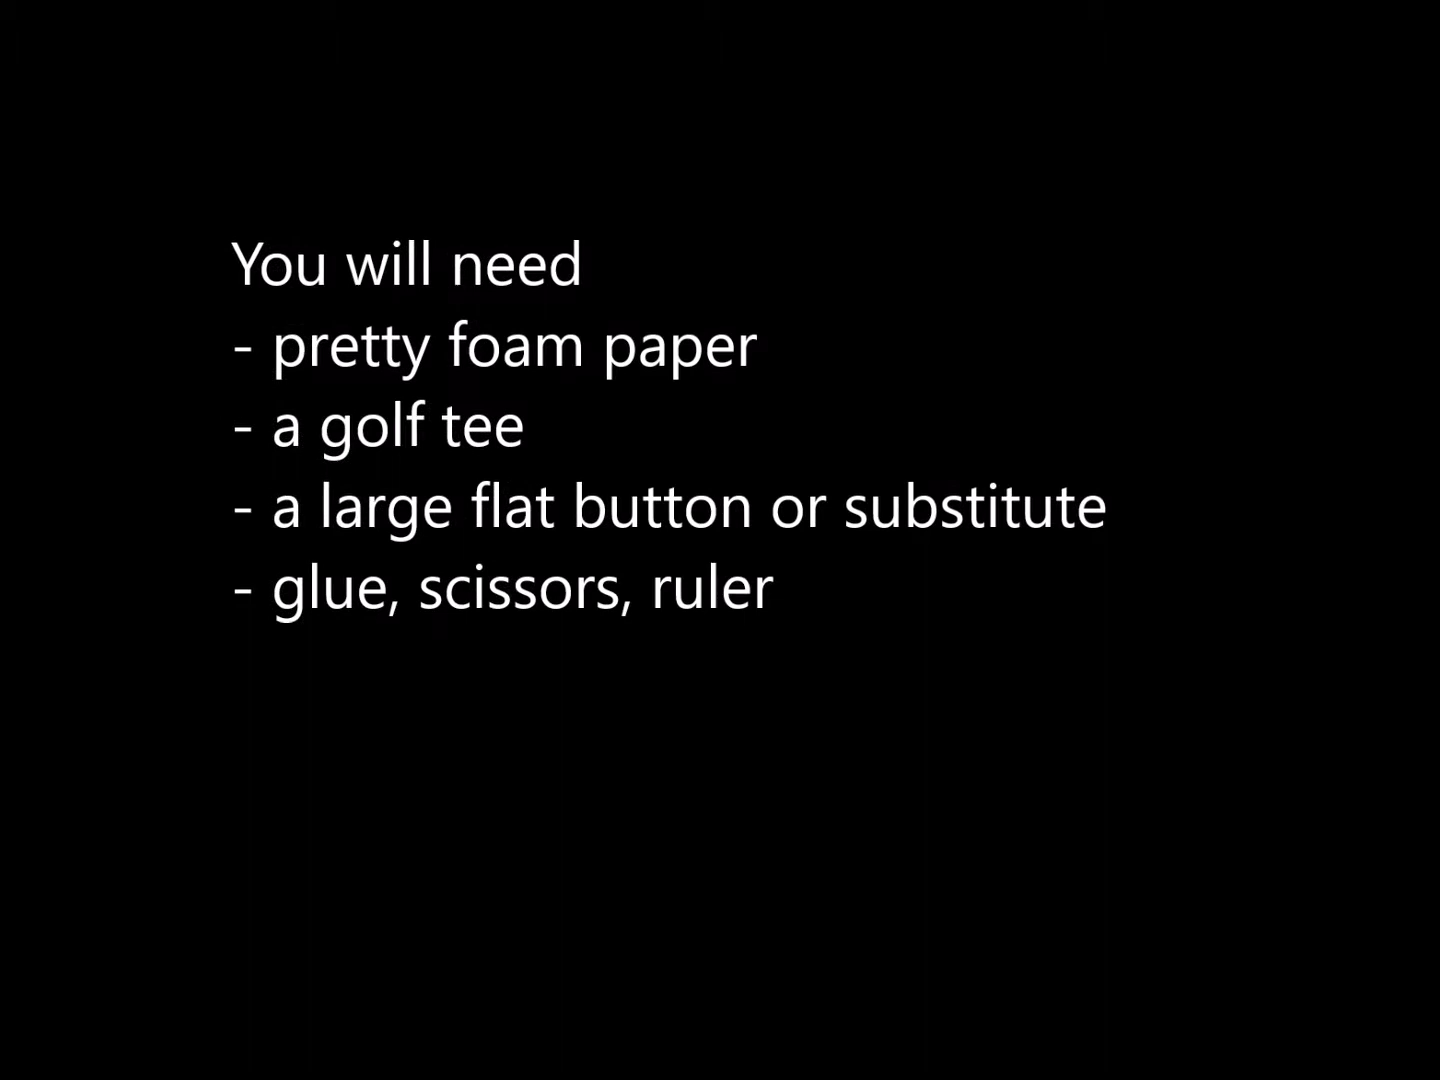 You will need
- pretty foam paper
- a golf tee
- a large flat button or substitute
- glue, scissors, ruler